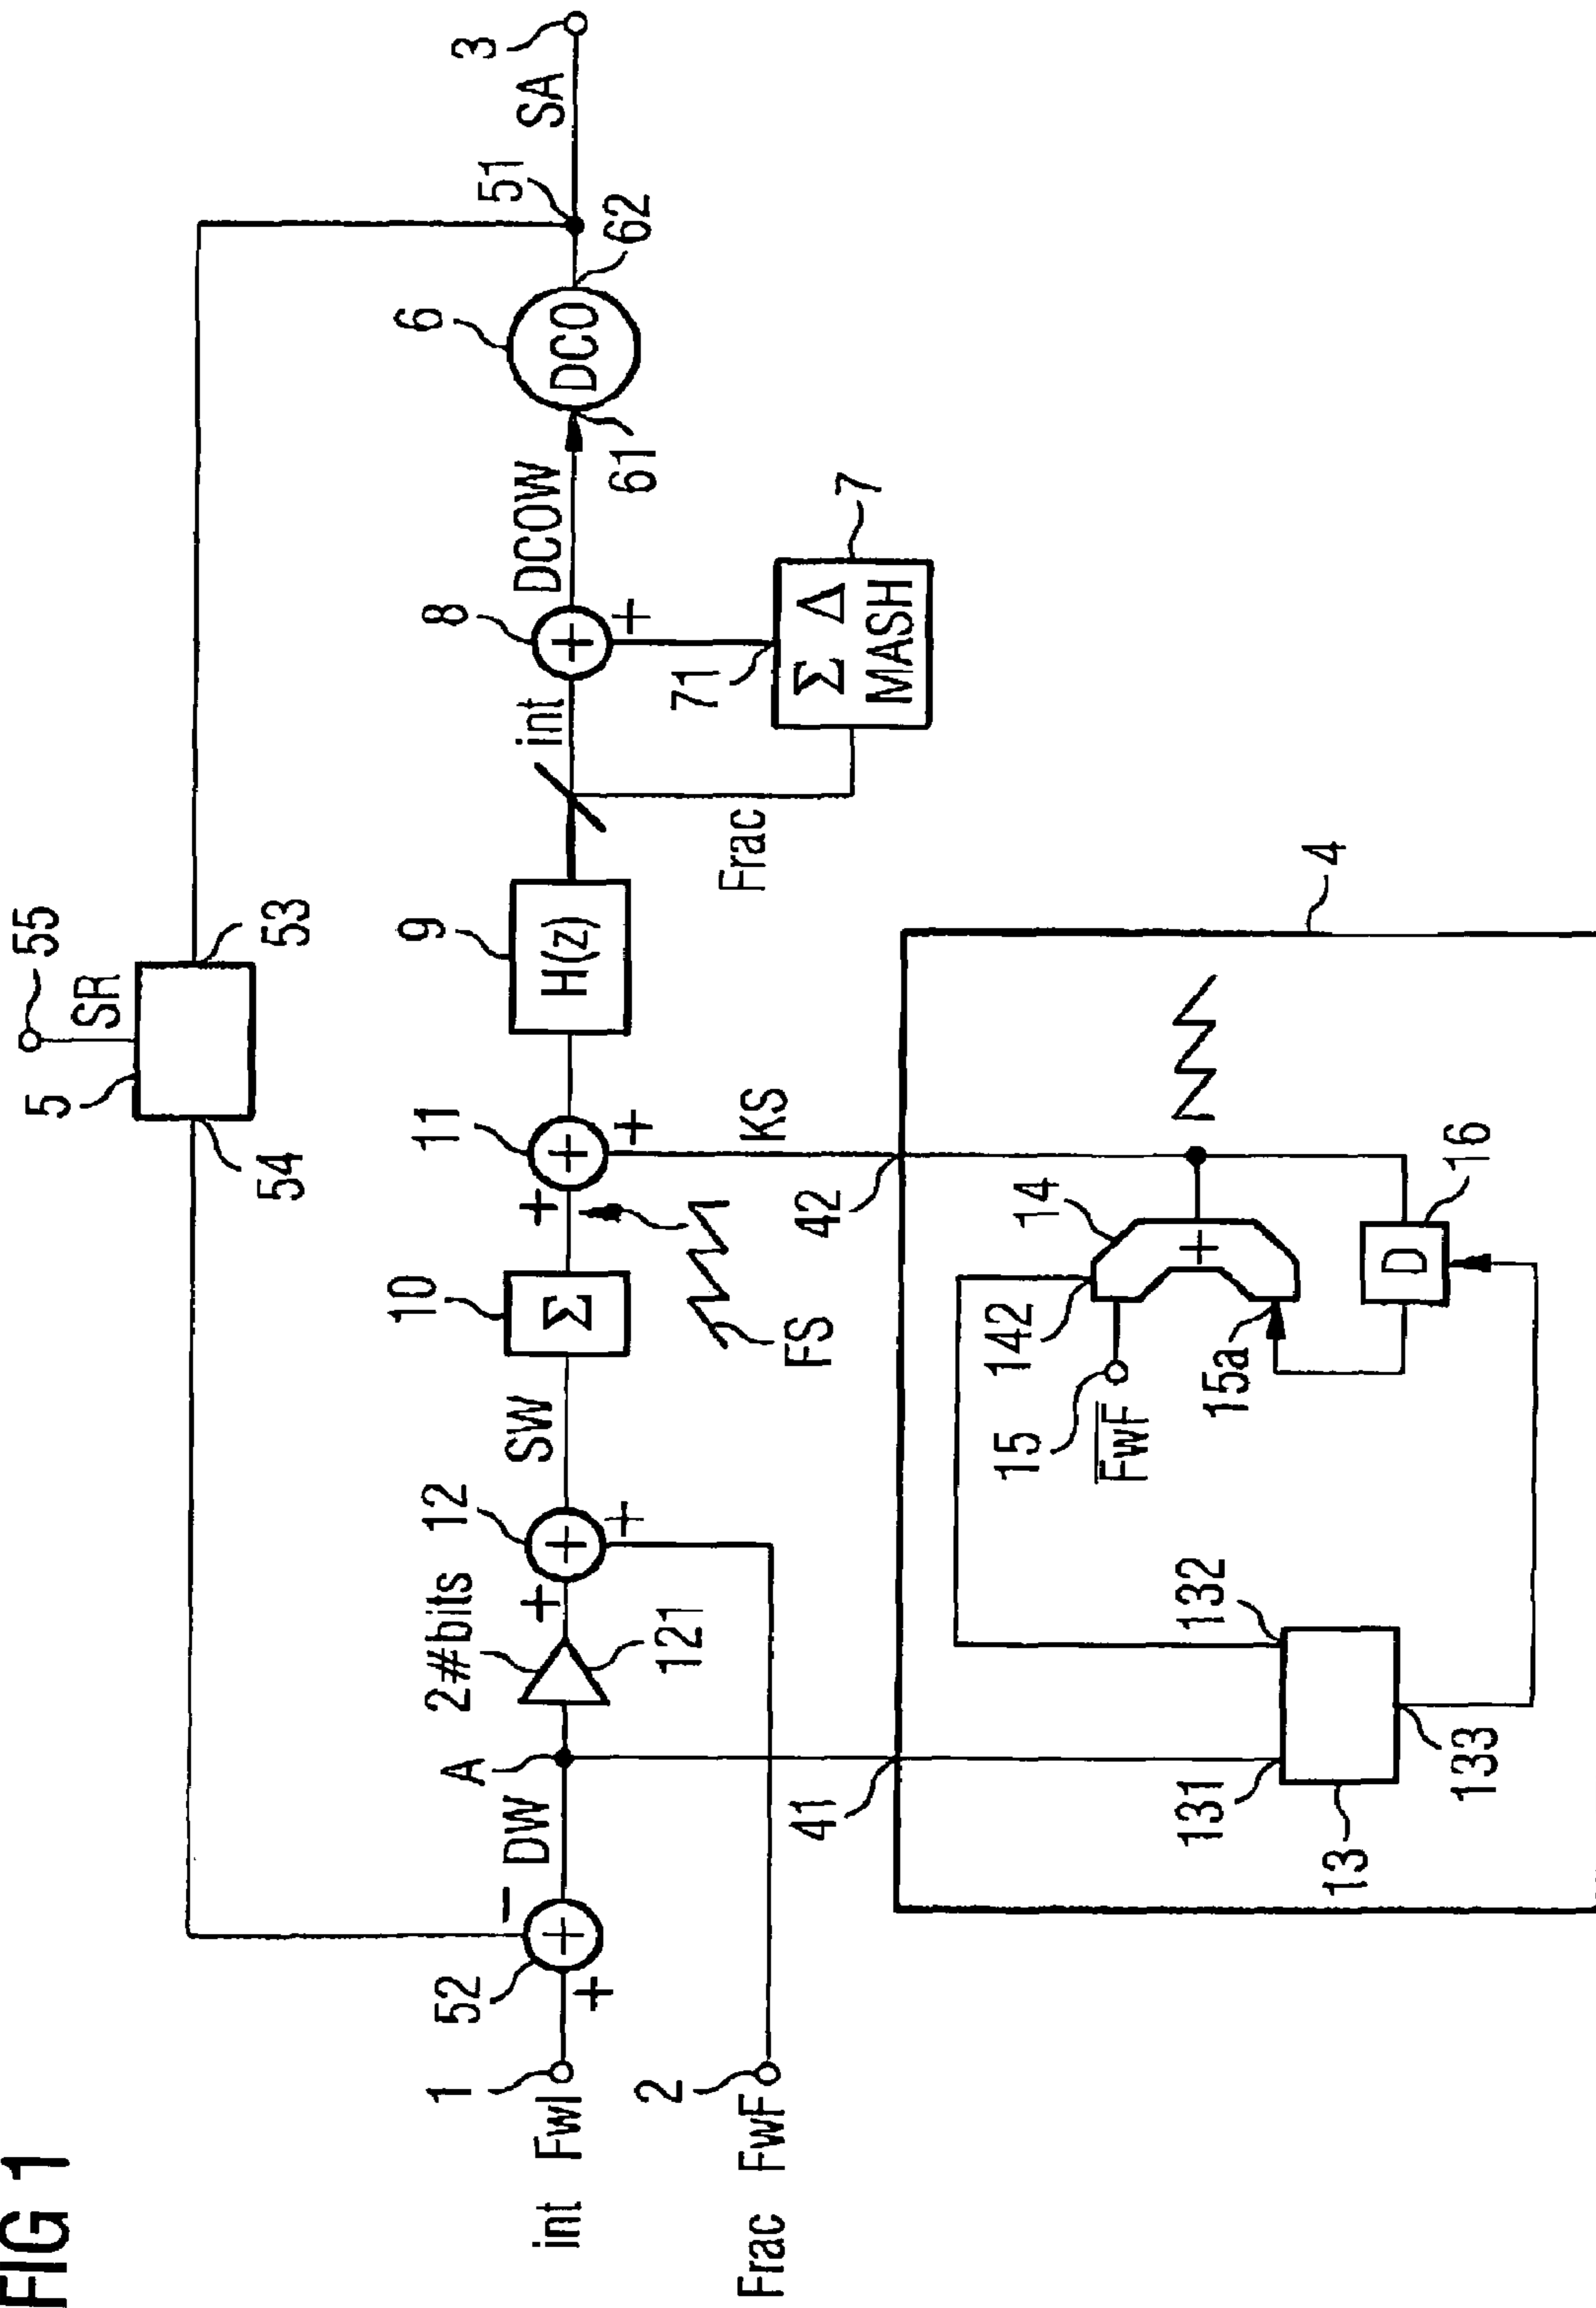 FIG 1
5
SR
55
54
53
52
−
DW
A
2#bits
121
+
12
+
SW
10
Σ
FS
+
11
+
KS
9
H(z)
int
Frac
8
+
71
Σ Δ
MASH
7
DCOW
61
6
DCO
62
51
SA
3
int FwI
1
+
Frac FwF
2
41
42
4
131
132
133
13
142
14
15
FwF
15a
+
D
16